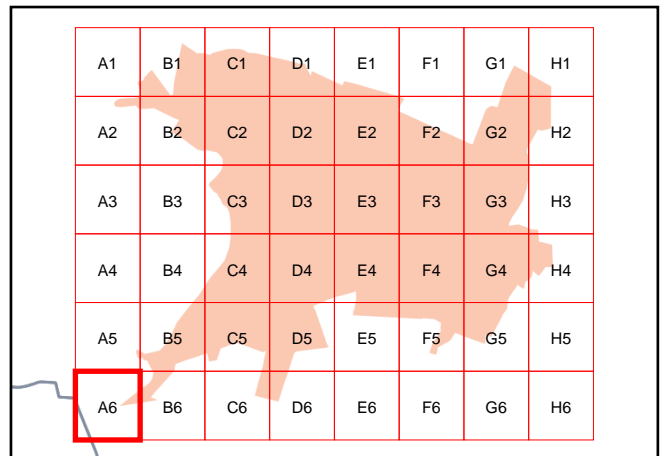 A1 B1 C1 D1 E1 F1 G1 H1
A2 B2 C2 D2 E2 F2 G2 H2
A3 B3 C3 D3 E3 F3 G3 H3
A4 B4 C4 D4 E4 F4 G4 H4
A5 B5 C5 D5 E5 F5 G5 H5
A6 B6 C6 D6 E6 F6 G6 H6